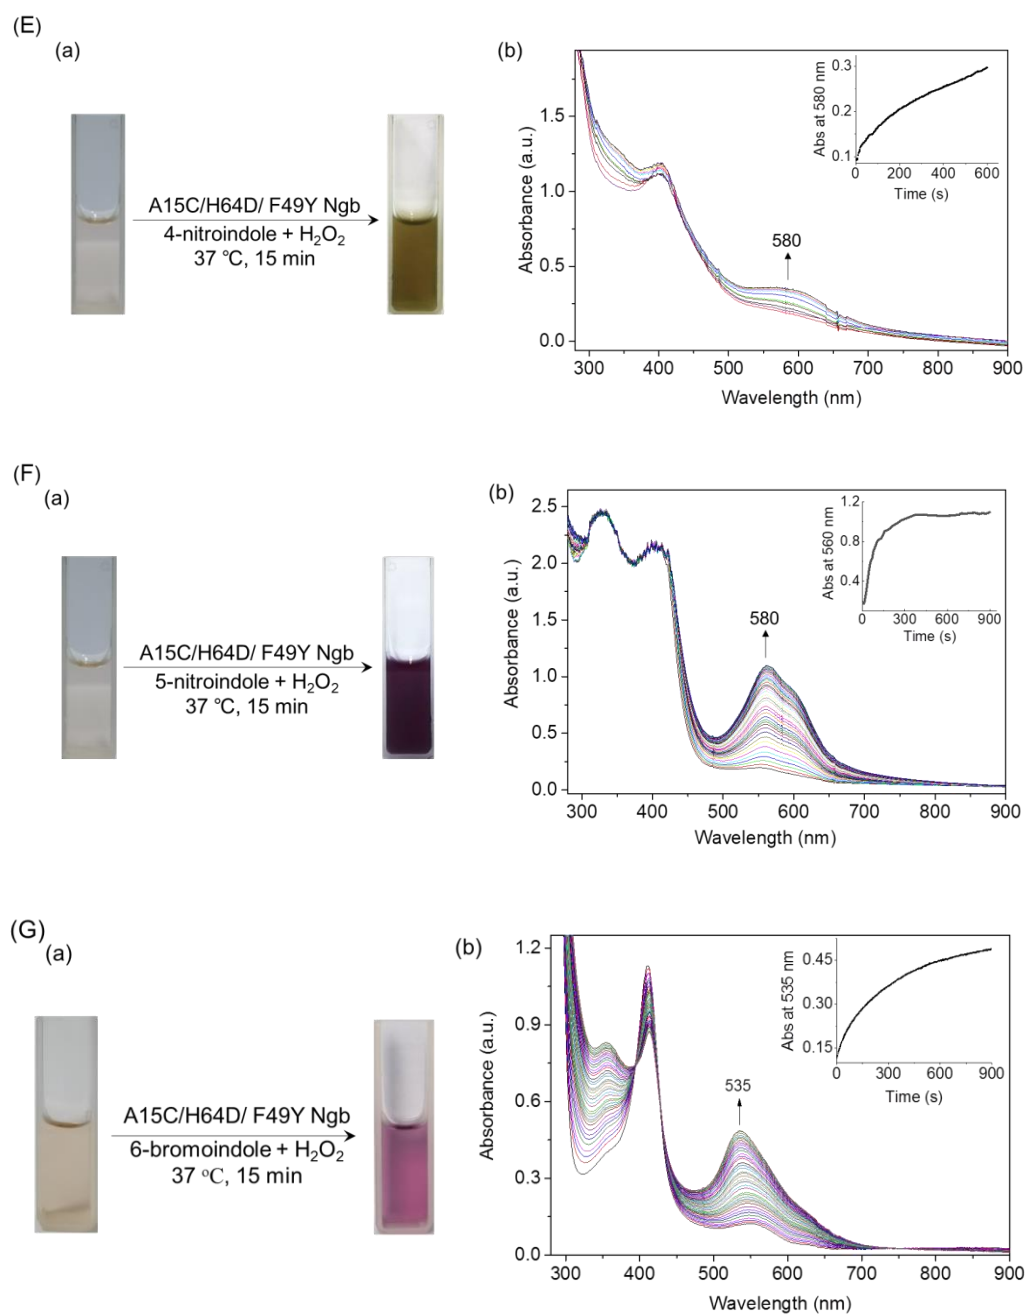 (E)
(a)
A15C/H64D/ F49Y Ngb
4-nitroindole + H₂O₂
37 ℃, 15 min
(b)
Absorbance (a.u.)
1.5
1.0
0.5
0.0
580
300 400 500 600 700 800 900
Wavelength (nm)
Abs at 580 nm
0.3
0.2
0.1
0 200 400 600
Time (s)
(F)
(a)
A15C/H64D/ F49Y Ngb
5-nitroindole + H₂O₂
37 ℃, 15 min
(b)
Absorbance (a.u.)
2.5
2.0
1.5
1.0
0.5
0.0
580
300 400 500 600 700 800 900
Wavelength (nm)
Abs at 560 nm
1.2
0.8
0.4
0 300 600 900
Time (s)
(G)
(a)
A15C/H64D/ F49Y Ngb
6-bromoindole + H₂O₂
37 ℃, 15 min
(b)
Absorbance (a.u.)
1.2
0.9
0.6
0.3
0.0
535
300 400 500 600 700 800 900
Wavelength (nm)
Abs at 535 nm
0.45
0.30
0.15
0 300 600 900
Time (s)